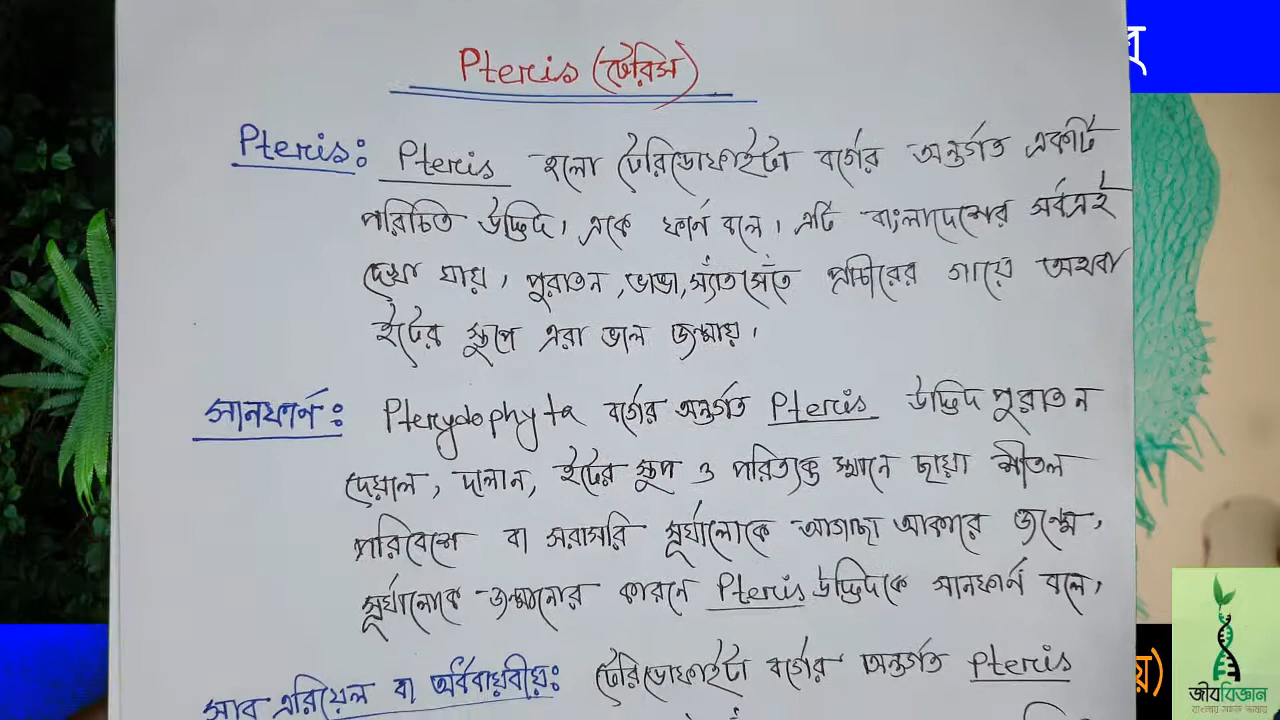 Pteris (টেরিস)
Pteris: Pteris হলো টেরিডোফাইটা বর্গের অন্তর্গত একটি
পরিচিত উদ্ভিদ। একে ফার্ন বলে। এটি বাংলাদেশের সর্বত্রই
দেখা যায়। পুরাতন, ভাঙা, স্যাঁতসেঁতে প্রাচীরের গায়ে অথবা
ইটের স্তুপে এরা ভাল জন্মায়।
সানফার্ন: Pterydophyta বর্গের অন্তর্গত Pteris উদ্ভিদ পুরাতন
দেয়াল, দালান, ইটের স্তুপ ও পরিত্যক্ত স্থানে ছায়া শীতল
পরিবেশে বা সরাসরি সূর্যালোকে আগাছা আকারে জন্মে।
সূর্যালোকে জন্মানোর কারনে Pteris উদ্ভিদকে সানফার্ন বলে।
সাব এরিয়েল বা অর্ধবায়বীয়: টেরিডোফাইটা বর্গের অন্তর্গত Pteris
য়)
জীববিজ্ঞান
বাংলায় সহজ ভাষায়